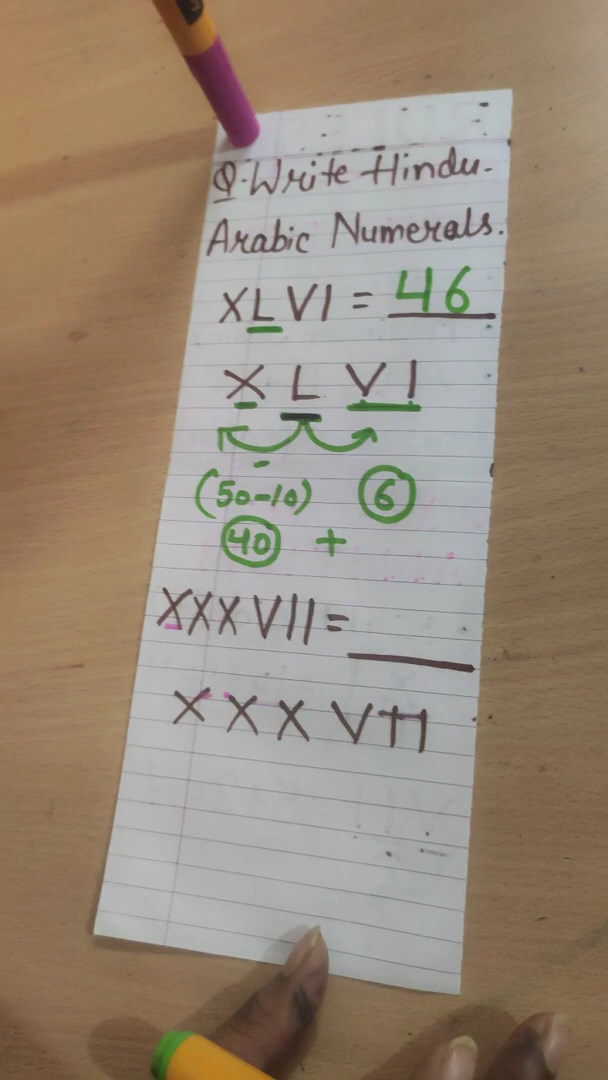 Q. Write Hindu-
Arabic Numerals.
XLVI = 46
X L VI
-
(50-10) 6
40 +
XXXVII =
X X X VII